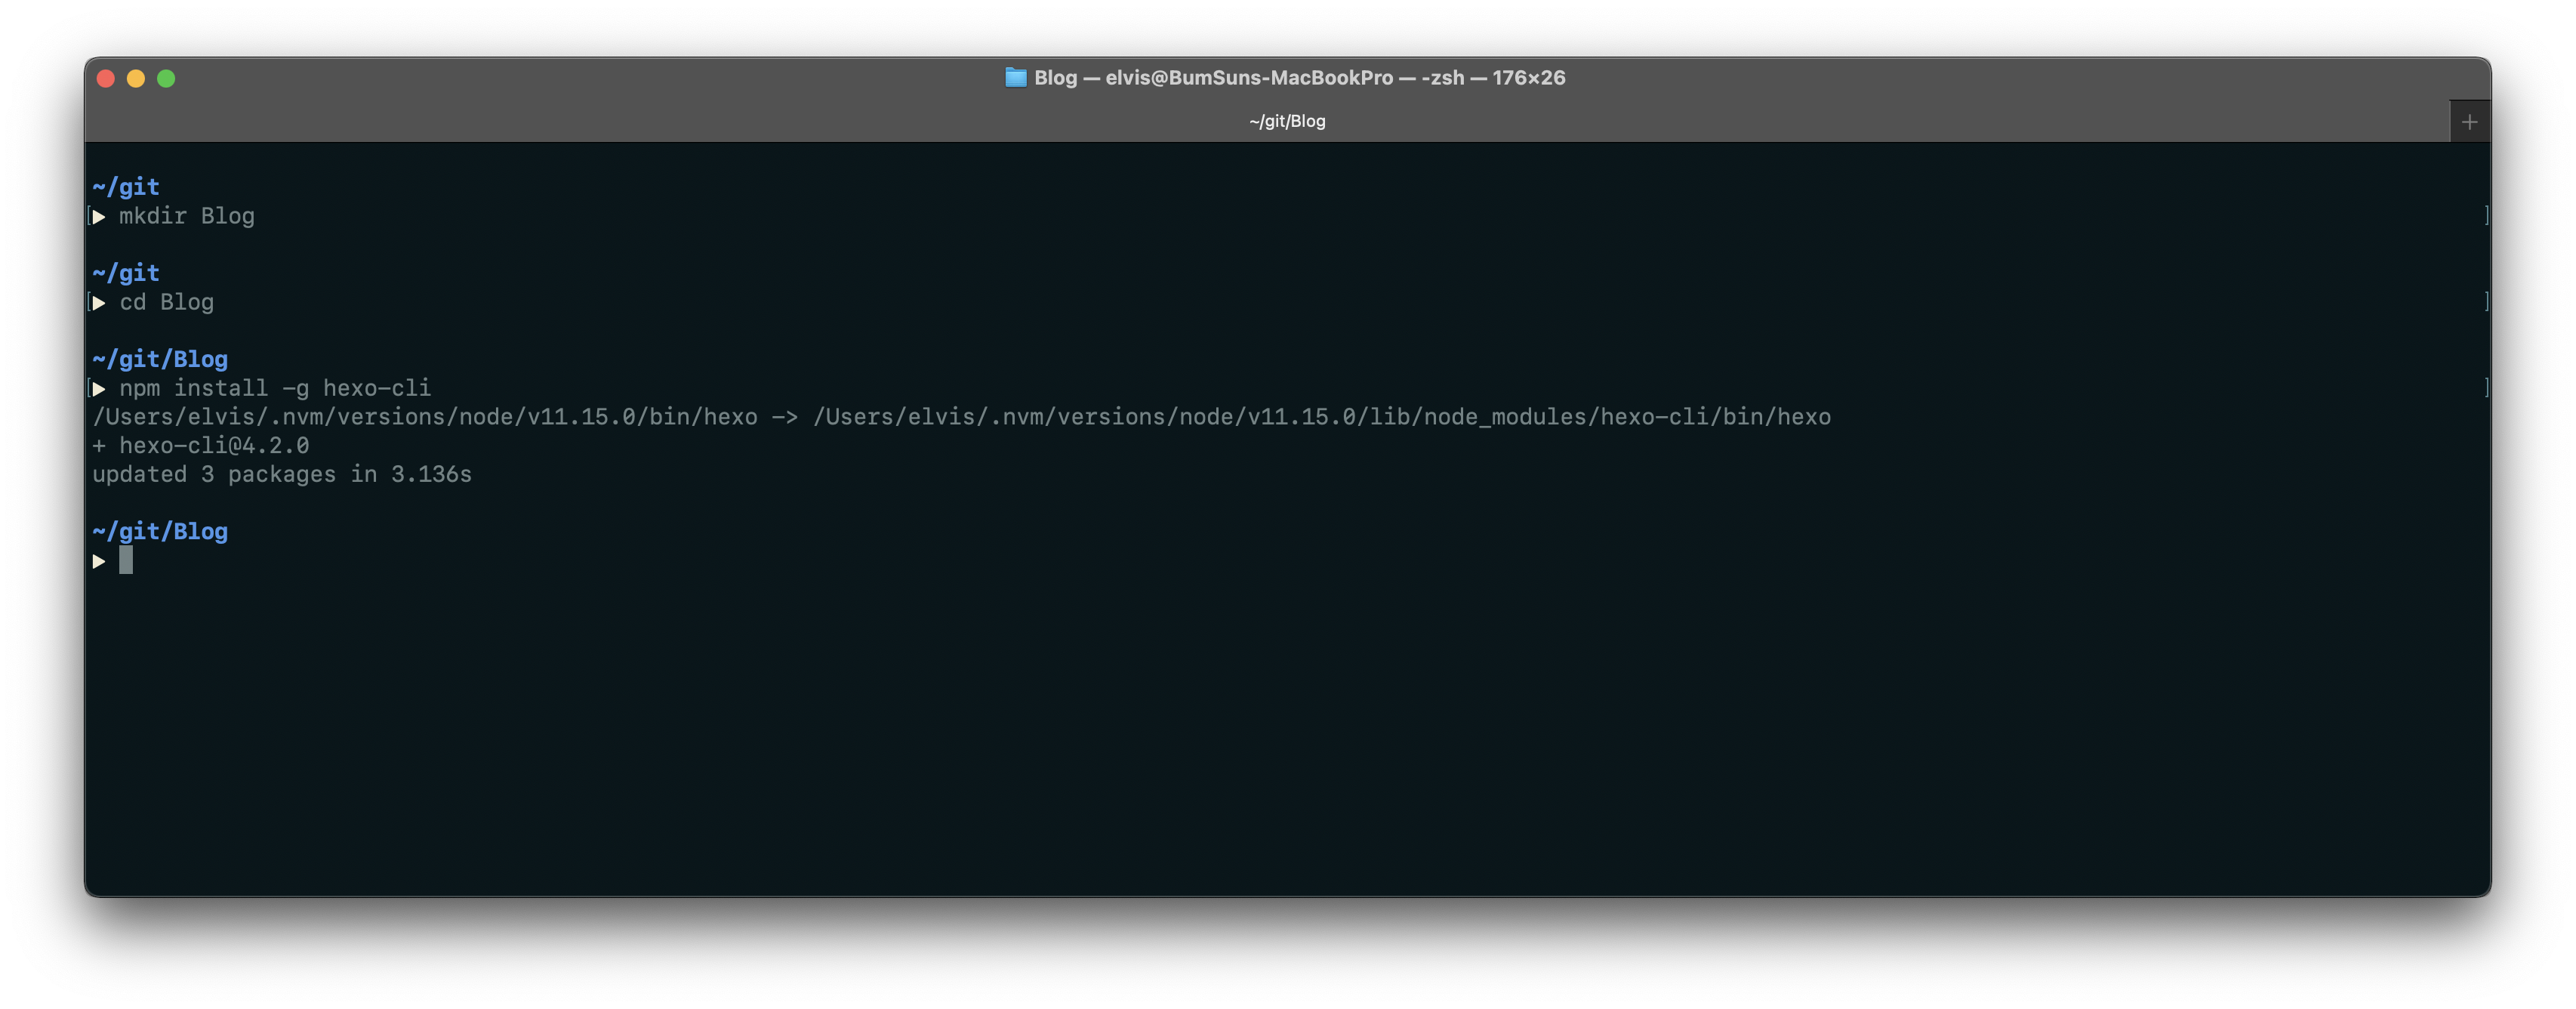 Blog — elvis@BumSuns-MacBookPro — -zsh — 176×26
~/git/Blog
+
~/git
[▶ mkdir Blog ]
~/git
[▶ cd Blog ]
~/git/Blog
[▶ npm install -g hexo-cli ]
/Users/elvis/.nvm/versions/node/v11.15.0/bin/hexo -> /Users/elvis/.nvm/versions/node/v11.15.0/lib/node_modules/hexo-cli/bin/hexo
+ hexo-cli@4.2.0
updated 3 packages in 3.136s
~/git/Blog
▶